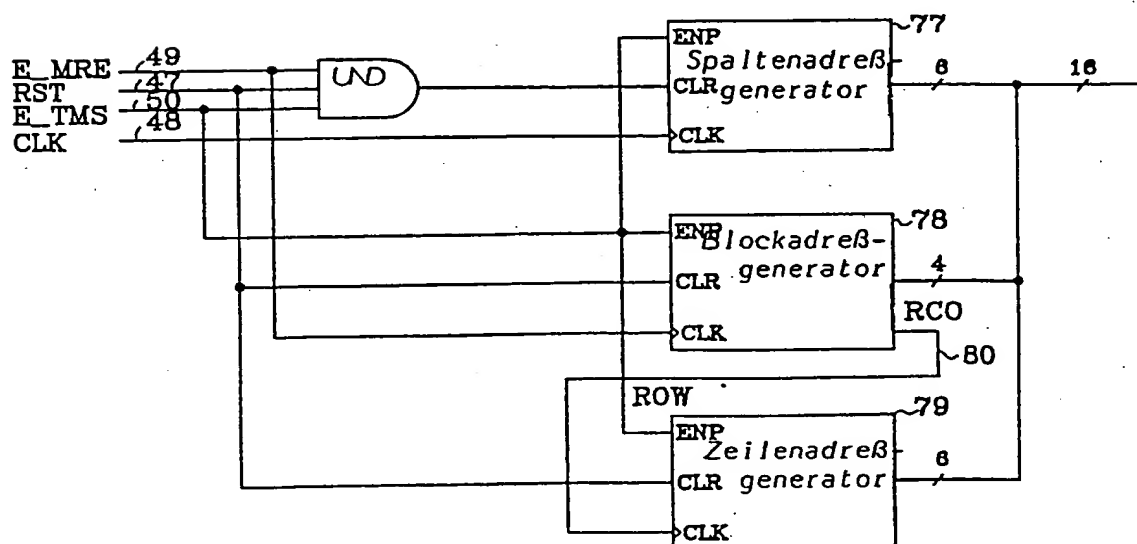 E_MRE 49
RST 47
E_TMS 50
CLK 48
UND
77
ENP
Spaltenadreß-
generator
CLR
CLK
6
16
78
ENP
Blockadreß-
generator
CLR
CLK
4
RCO
80
ROW
79
ENP
Zeilenadreß-
generator
CLR
CLK
6